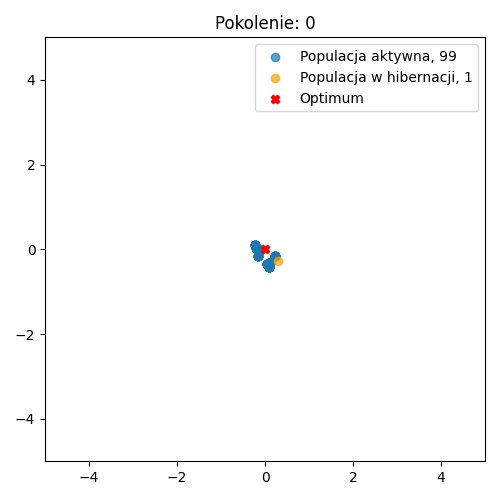 Pokolenie: 0
Populacja aktywna, 99
Populacja w hibernacji, 1
Optimum
4
2
0
−2
−4
−4 −2 0 2 4